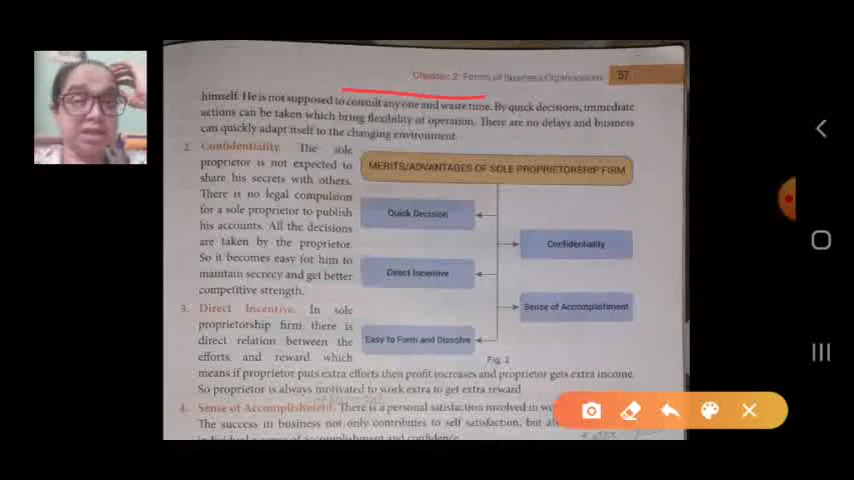 Chapter 2: Forms of Business Organisations 57
himself. He is not supposed to consult any one and waste time. By quick decisions, immediate
actions can be taken which bring flexibility of operation. There are no delays and business
can quickly adapt itself to the changing environment.
2. Confidentiality. The sole
proprietor is not expected to
share his secrets with others.
There is no legal compulsion
for a sole proprietor to publish
his accounts. All the decisions
are taken by the proprietor.
So it becomes easy for him to
maintain secrecy and get better
competitive strength.
MERITS/ADVANTAGES OF SOLE PROPRIETORSHIP FIRM
Quick Decision
Confidentiality
Direct Incentive
Sense of Accomplishment
Easy to Form and Dissolve
Fig. 2
3. Direct Incentive. In sole
proprietorship firm there is
direct relation between the
efforts and reward which
means if proprietor puts extra efforts then profit increases and proprietor gets extra income.
So proprietor is always motivated to work extra to get extra reward
4. Sense of Accomplishment. There is a personal satisfaction involved in
The success in business not only contributes to self satisfaction, but
sense of accomplishment and confidence.